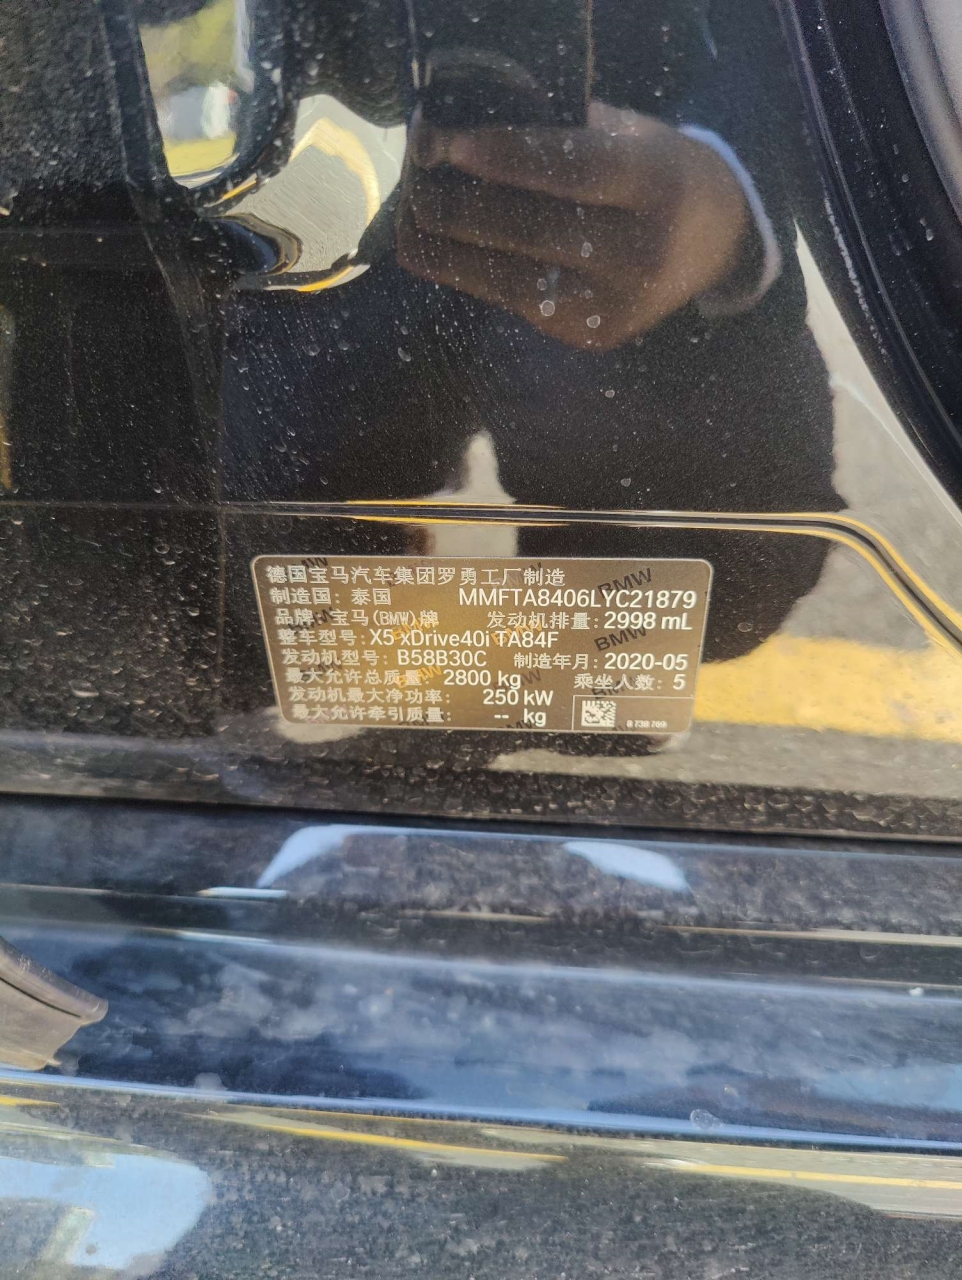 德国宝马汽车集团罗勇工厂制造
制造国: 泰国 MMFTA8406LYC21879
品牌: 宝马(BMW)牌 发动机排量: 2998 mL
整车型号: X5 xDrive40i TA84F
发动机型号: B58B30C 制造年月: 2020-05
最大允许总质量: 2800 kg 乘坐人数: 5
发动机最大净功率: 250 kW
最大允许牵引质量: -- kg
BMW
BMW